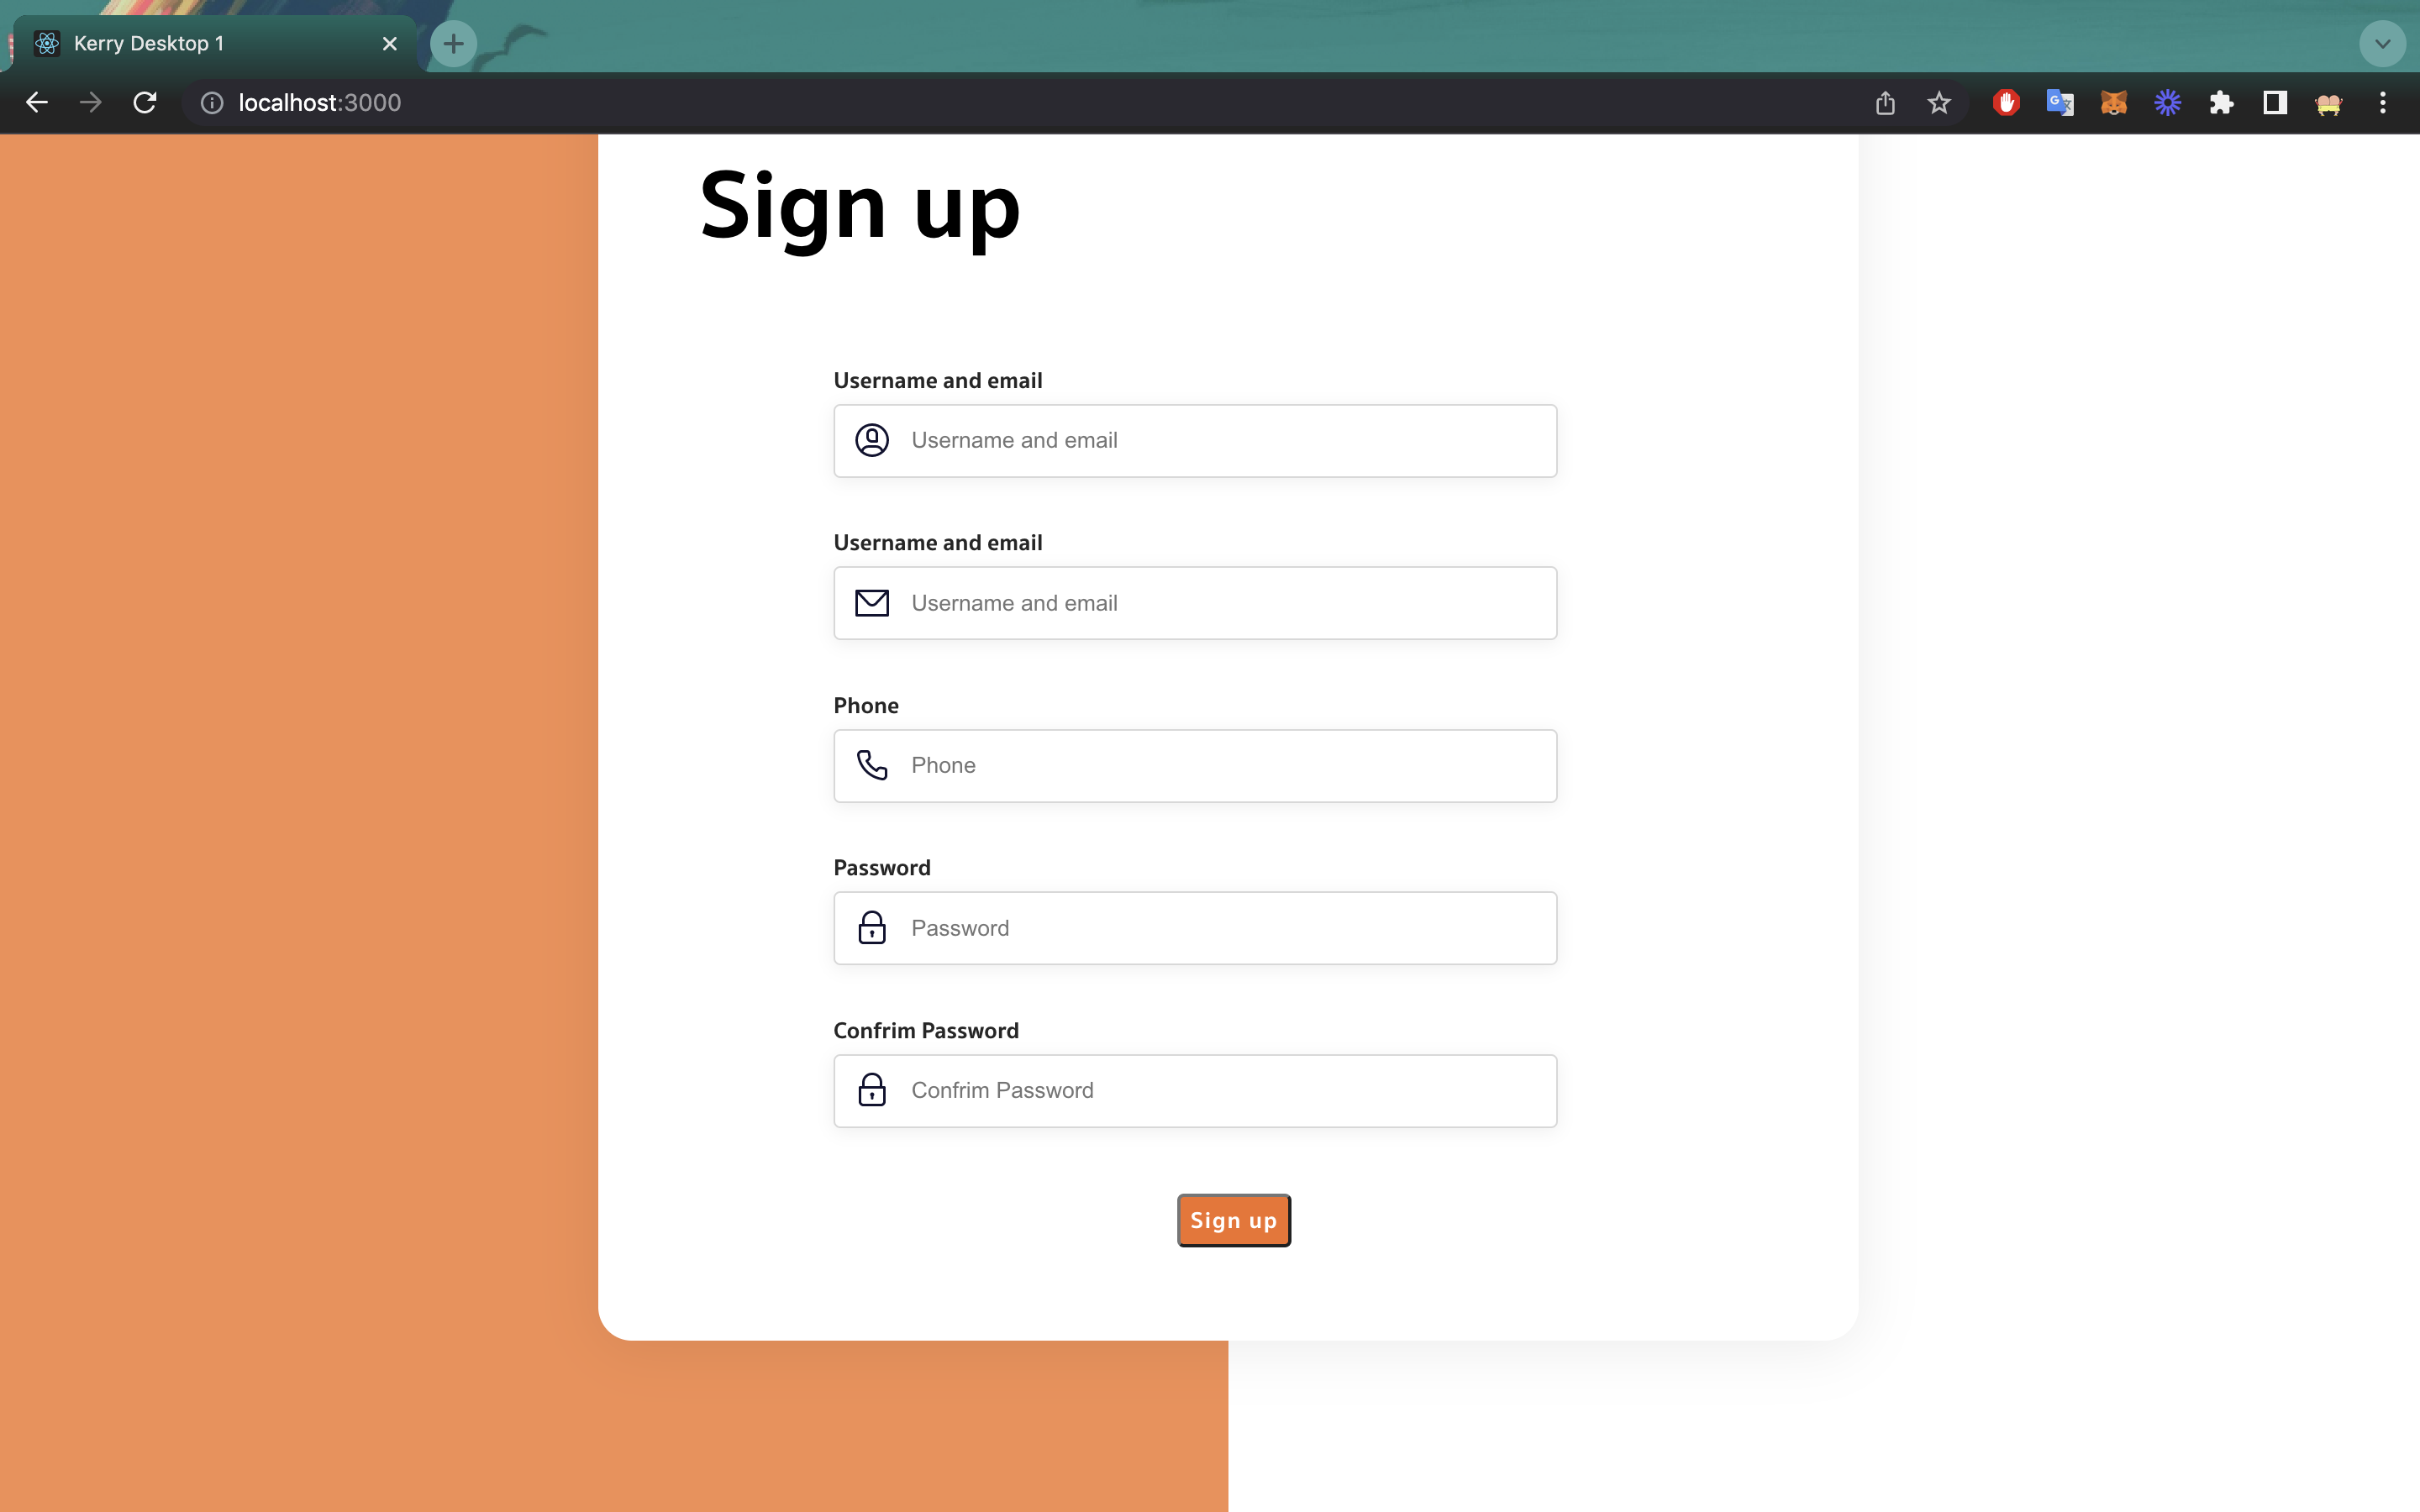 Kerry Desktop 1
localhost:3000
Sign up
Username and email
Username and email
Username and email
Username and email
Phone
Phone
Password
Password
Confrim Password
Confrim Password
Sign up